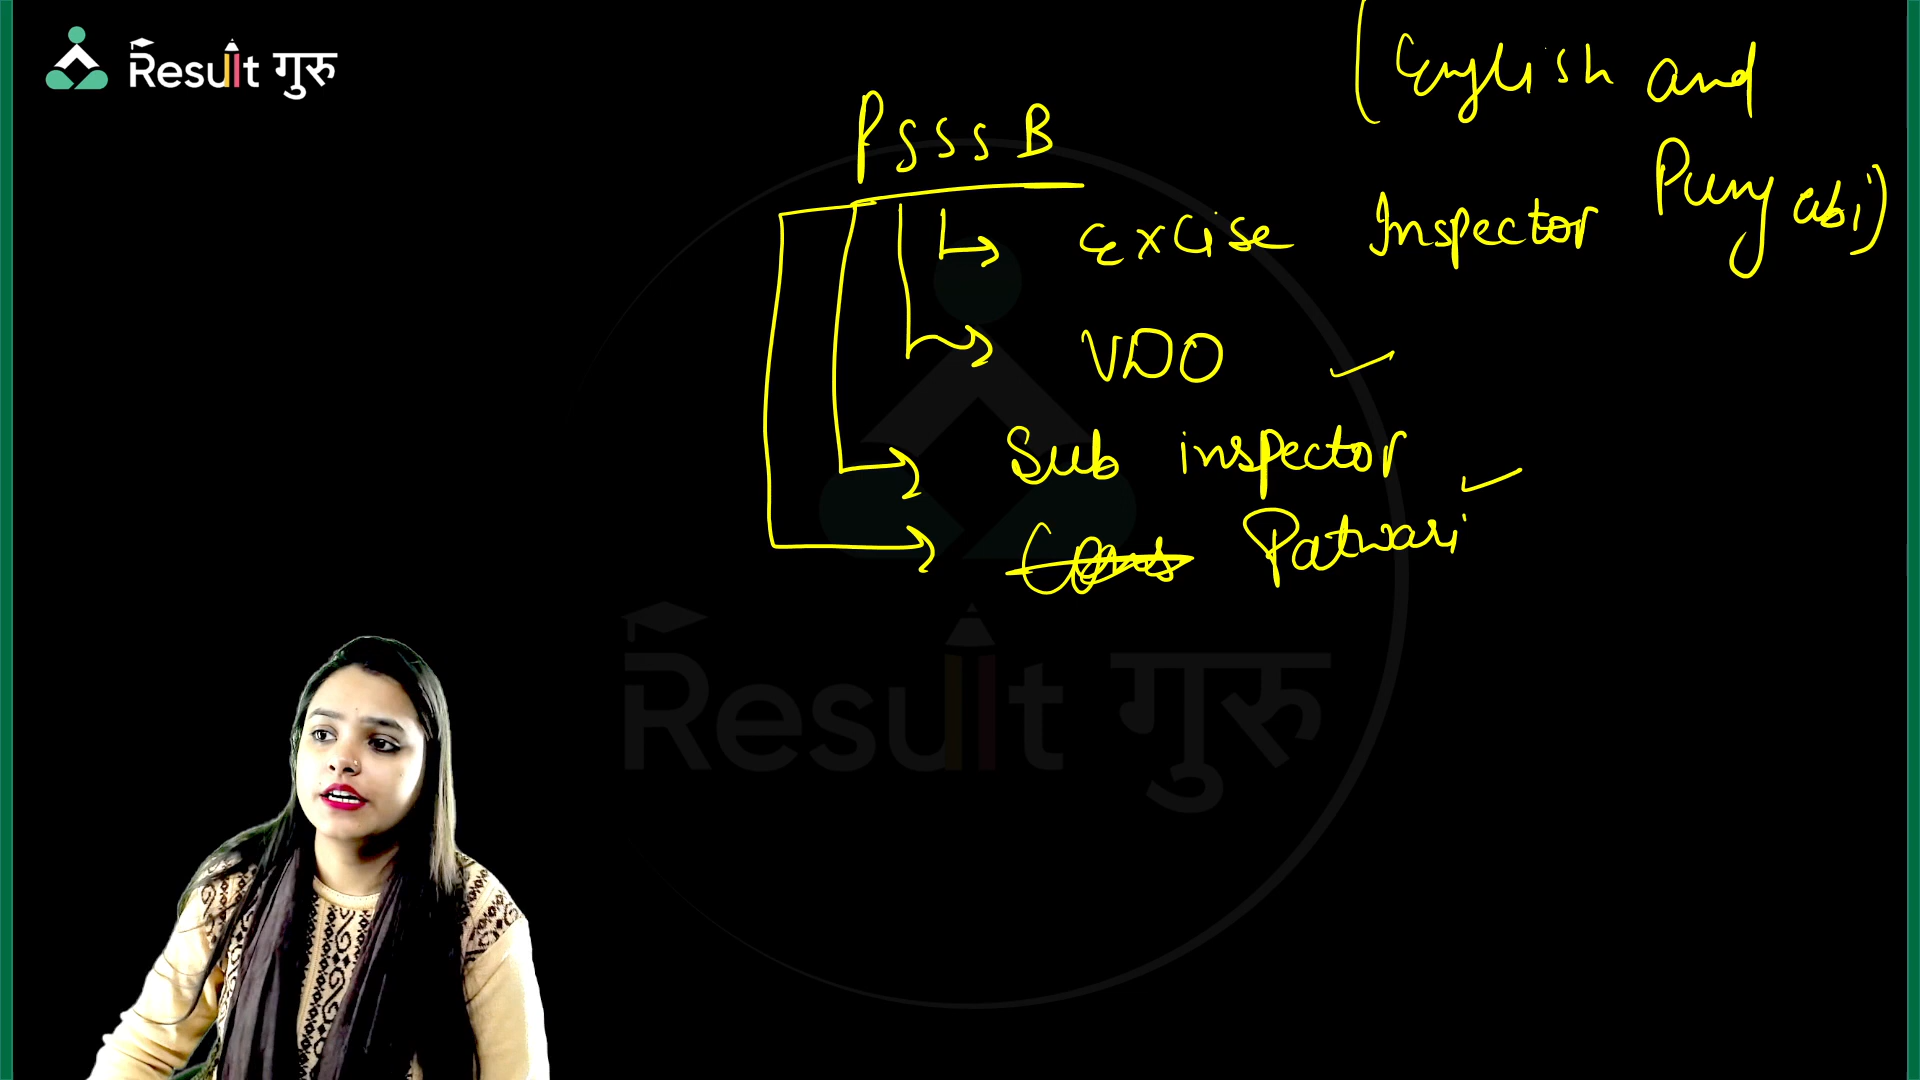 Result गुरु
(English and
Punjabi)
PSSSB
Excise Inspector
VDO
Sub inspector
Patwari
Result गुरु